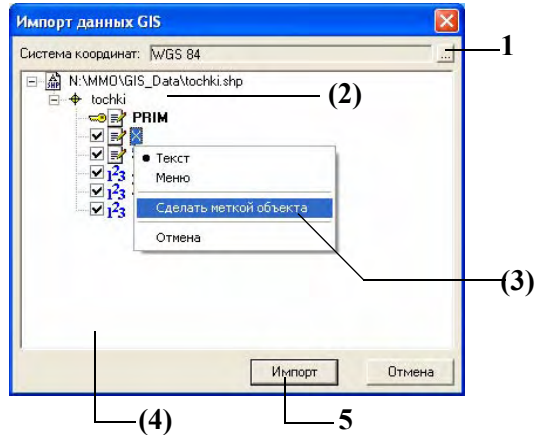 Импорт данных GIS
Система координат: WGS 84 ...
1
N:\MMO\GIS_Data\tochki.shp
tochki
(2)
PRIM
X
Текст
Меню
Сделать меткой объекта
Отмена
(3)
Импорт
Отмена
(4)
5